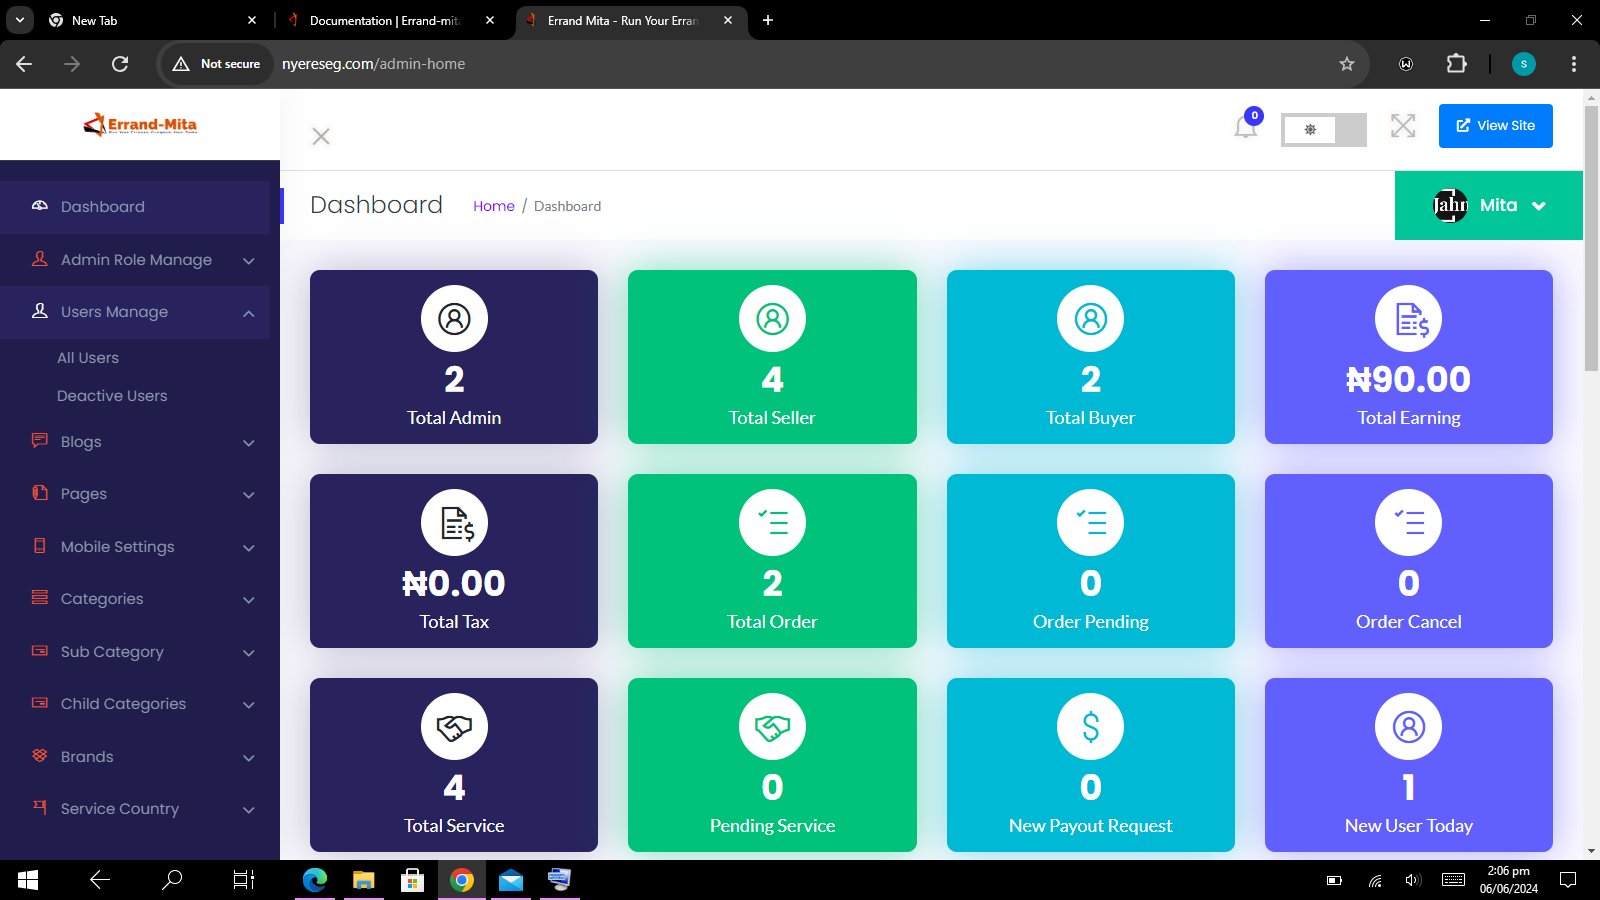 New Tab
Documentation | Errand-mit
Errand Mita - Run Your Erran
Not secure
nyereseg.com/admin-home
S
Errand-Mita
0
View Site
Dashboard
Home / Dashboard
Jahn
Mita
Dashboard
Admin Role Manage
Users Manage
All Users
Deactive Users
Blogs
Pages
Mobile Settings
Categories
Sub Category
Child Categories
Brands
Service Country
2
Total Admin
4
Total Seller
2
Total Buyer
₦90.00
Total Earning
₦0.00
Total Tax
2
Total Order
0
Order Pending
0
Order Cancel
4
Total Service
0
Pending Service
0
New Payout Request
1
New User Today
2:06 pm
06/06/2024